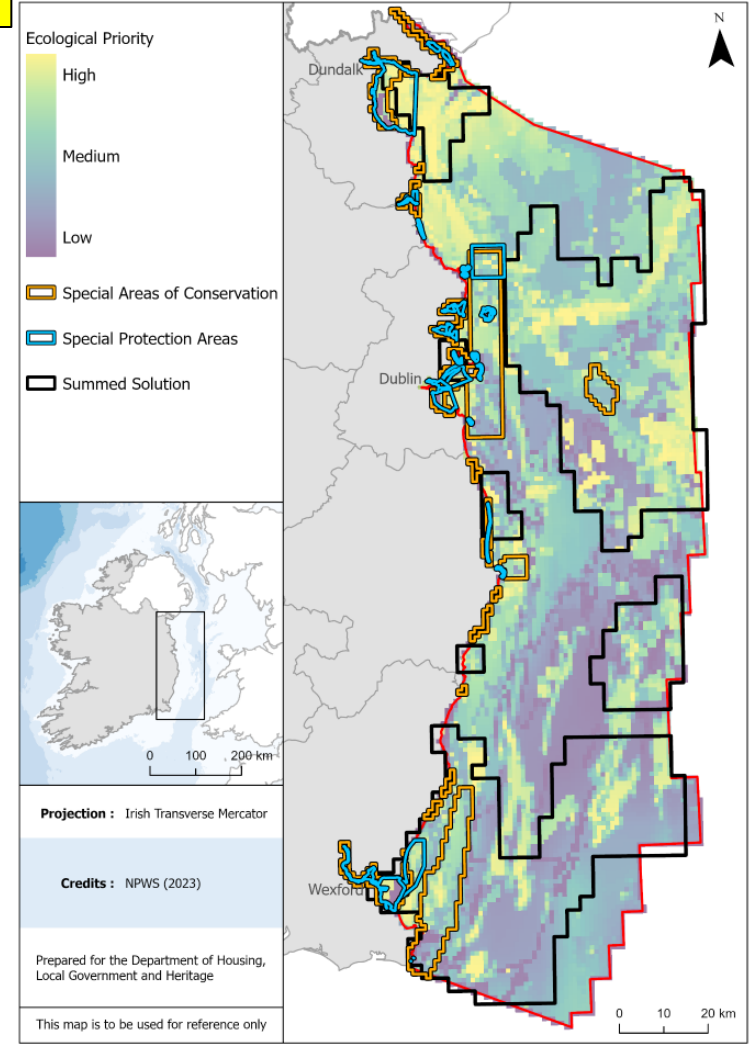 Ecological Priority
High
Medium
Low
Special Areas of Conservation
Special Protection Areas
Summed Solution
0 100 200 km
Projection : Irish Transverse Mercator
Credits : NPWS (2023)
Prepared for the Department of Housing,
Local Government and Heritage
This map is to be used for reference only
N
Dundalk
Dublin
Wexford
0 10 20 km